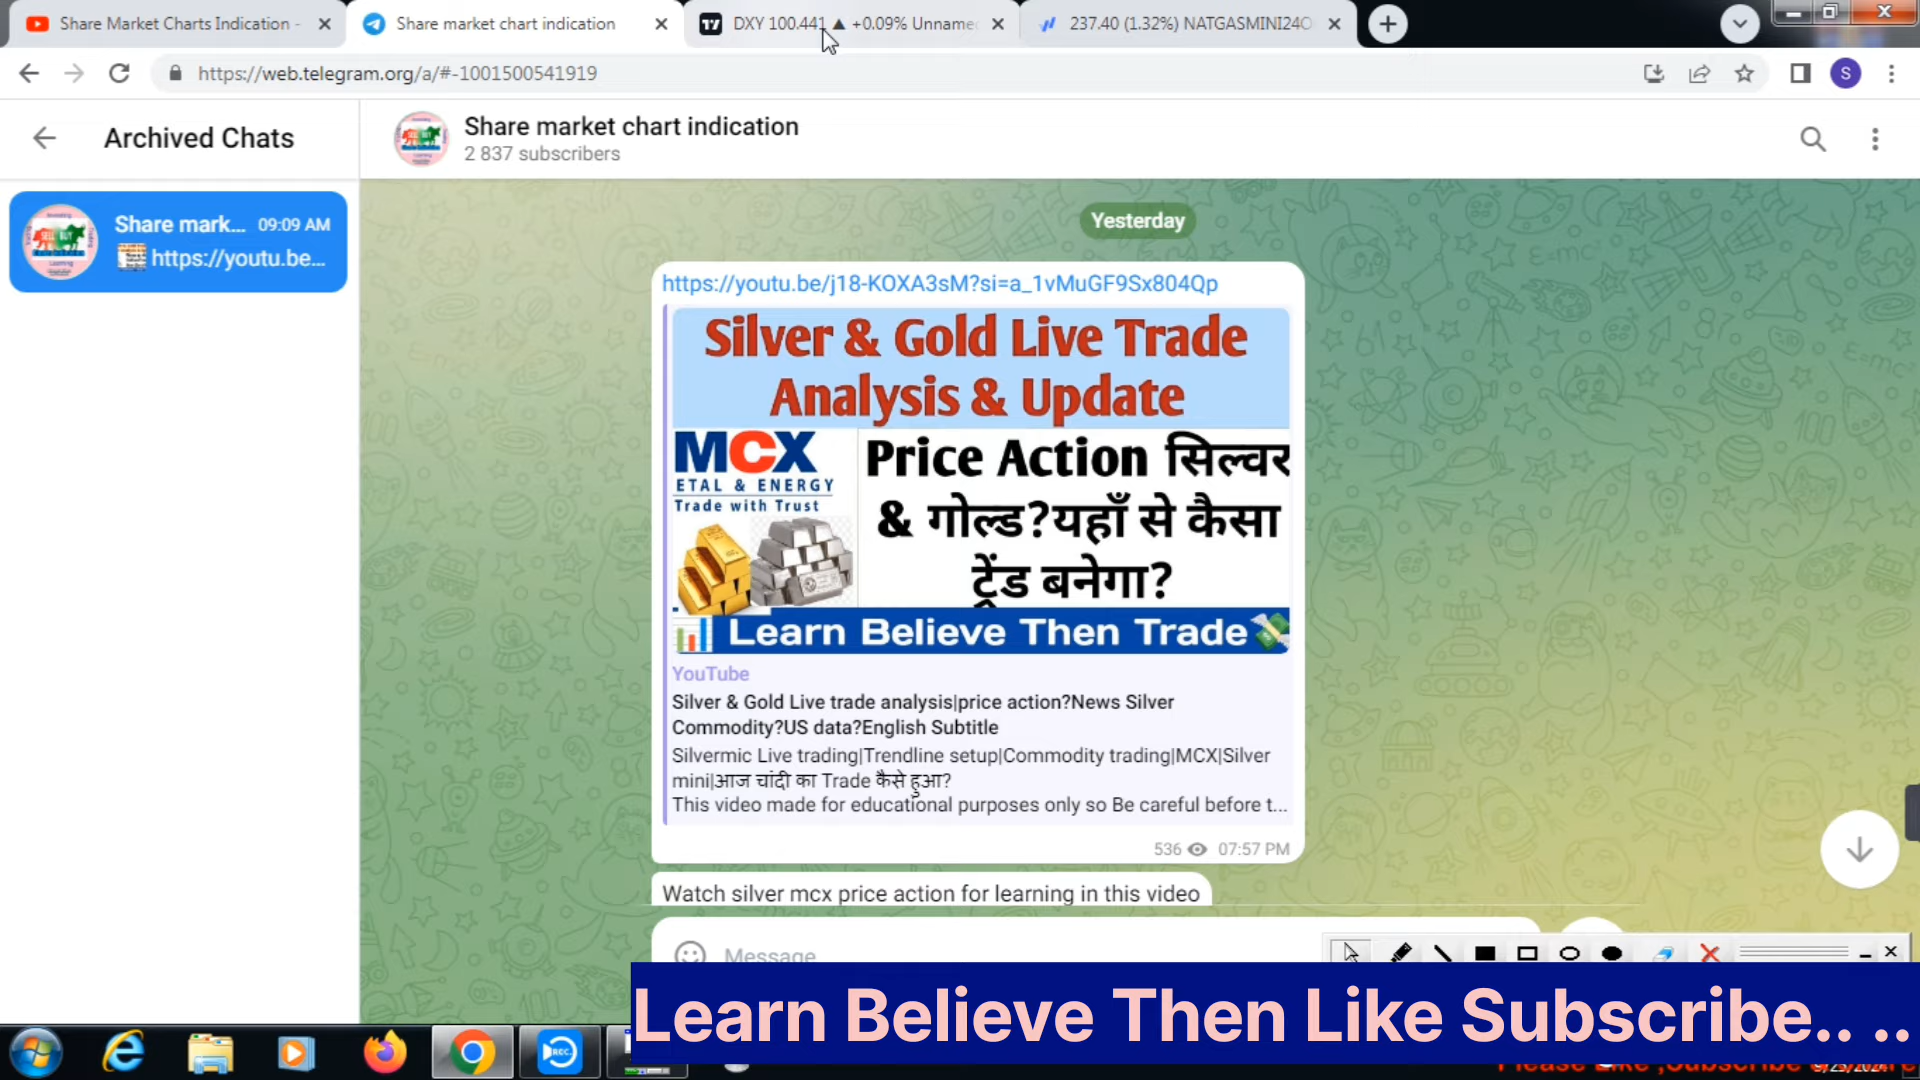 Share Market Charts Indication -
Share market chart indication
DXY 100.441 ▲ +0.09% Unname
237.40 (1.32%) NATGASMINI24O
https://web.telegram.org/a/#-1001500541919
S
Archived Chats
Share market chart indication
2 837 subscribers
Share mark... 09:09 AM
https://youtu.be...
Yesterday
https://youtu.be/j18-KOXA3sM?si=a_1vMuGF9Sx804Qp
Silver & Gold Live Trade
Analysis & Update
MCX
ETAL & ENERGY
Trade with Trust
Price Action सिल्वर
& गोल्ड?यहाँ से कैसा
ट्रेंड बनेगा?
Learn Believe Then Trade
YouTube
Silver & Gold Live trade analysis|price action?News Silver
Commodity?US data?English Subtitle
Silvermic Live trading|Trendline setup|Commodity trading|MCX|Silver
mini|आज चांदी का Trade कैसे हुआ?
This video made for educational purposes only so Be careful before t...
536 07:57 PM
Watch silver mcx price action for learning in this video
Message
Learn Believe Then Like Subscribe.. ..
REC